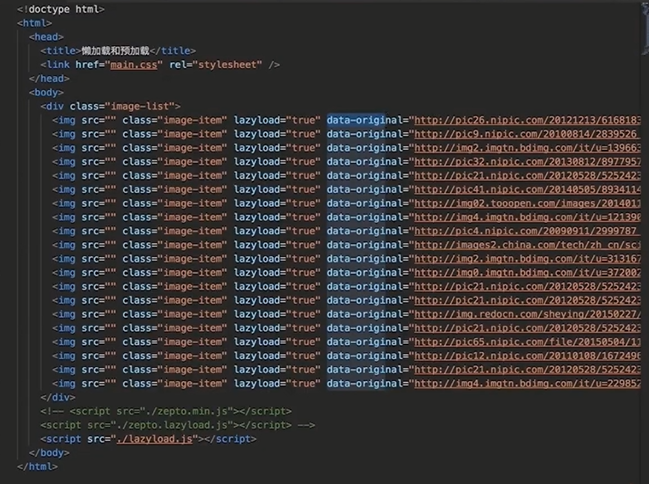 <!doctype html>
<html>
<head>
<title>懒加载和预加载</title>
<link href="main.css" rel="stylesheet" />
</head>
<body>
<div class="image-list">
<img src="" class="image-item" lazyload="true" data-original="http://pic26.nipic.com/20121213/6168183
<img src="" class="image-item" lazyload="true" data-original="http://pic9.nipic.com/20100814/2839526
<img src="" class="image-item" lazyload="true" data-original="http://img2.imgtn.bdimg.com/it/u=139663
<img src="" class="image-item" lazyload="true" data-original="http://pic32.nipic.com/20130812/8977957
<img src="" class="image-item" lazyload="true" data-original="http://pic21.nipic.com/20120528/5252423
<img src="" class="image-item" lazyload="true" data-original="http://pic41.nipic.com/20140505/8934114
<img src="" class="image-item" lazyload="true" data-original="http://img02.tooopen.com/images/2014011
<img src="" class="image-item" lazyload="true" data-original="http://img4.imgtn.bdimg.com/it/u=121390
<img src="" class="image-item" lazyload="true" data-original="http://pic4.nipic.com/20090911/2999787
<img src="" class="image-item" lazyload="true" data-original="http://images2.china.com/tech/zh_cn/sci
<img src="" class="image-item" lazyload="true" data-original="http://img2.imgtn.bdimg.com/it/u=313167
<img src="" class="image-item" lazyload="true" data-original="http://img0.imgtn.bdimg.com/it/u=372002
<img src="" class="image-item" lazyload="true" data-original="http://pic21.nipic.com/20120528/5252423
<img src="" class="image-item" lazyload="true" data-original="http://pic21.nipic.com/20120528/5252423
<img src="" class="image-item" lazyload="true" data-original="http://img.redocn.com/sheying/20150227/
<img src="" class="image-item" lazyload="true" data-original="http://pic21.nipic.com/20120528/5252423
<img src="" class="image-item" lazyload="true" data-original="http://pic65.nipic.com/file/20150504/11
<img src="" class="image-item" lazyload="true" data-original="http://pic12.nipic.com/20110108/1672496
<img src="" class="image-item" lazyload="true" data-original="http://pic21.nipic.com/20120528/5252423
<img src="" class="image-item" lazyload="true" data-original="http://img4.imgtn.bdimg.com/it/u=229852
</div>
<!-- <script src="./zepto.min.js"></script>
<script src="./zepto.lazyload.js"></script> -->
<script src="./lazyload.js"></script>
</body>
</html>